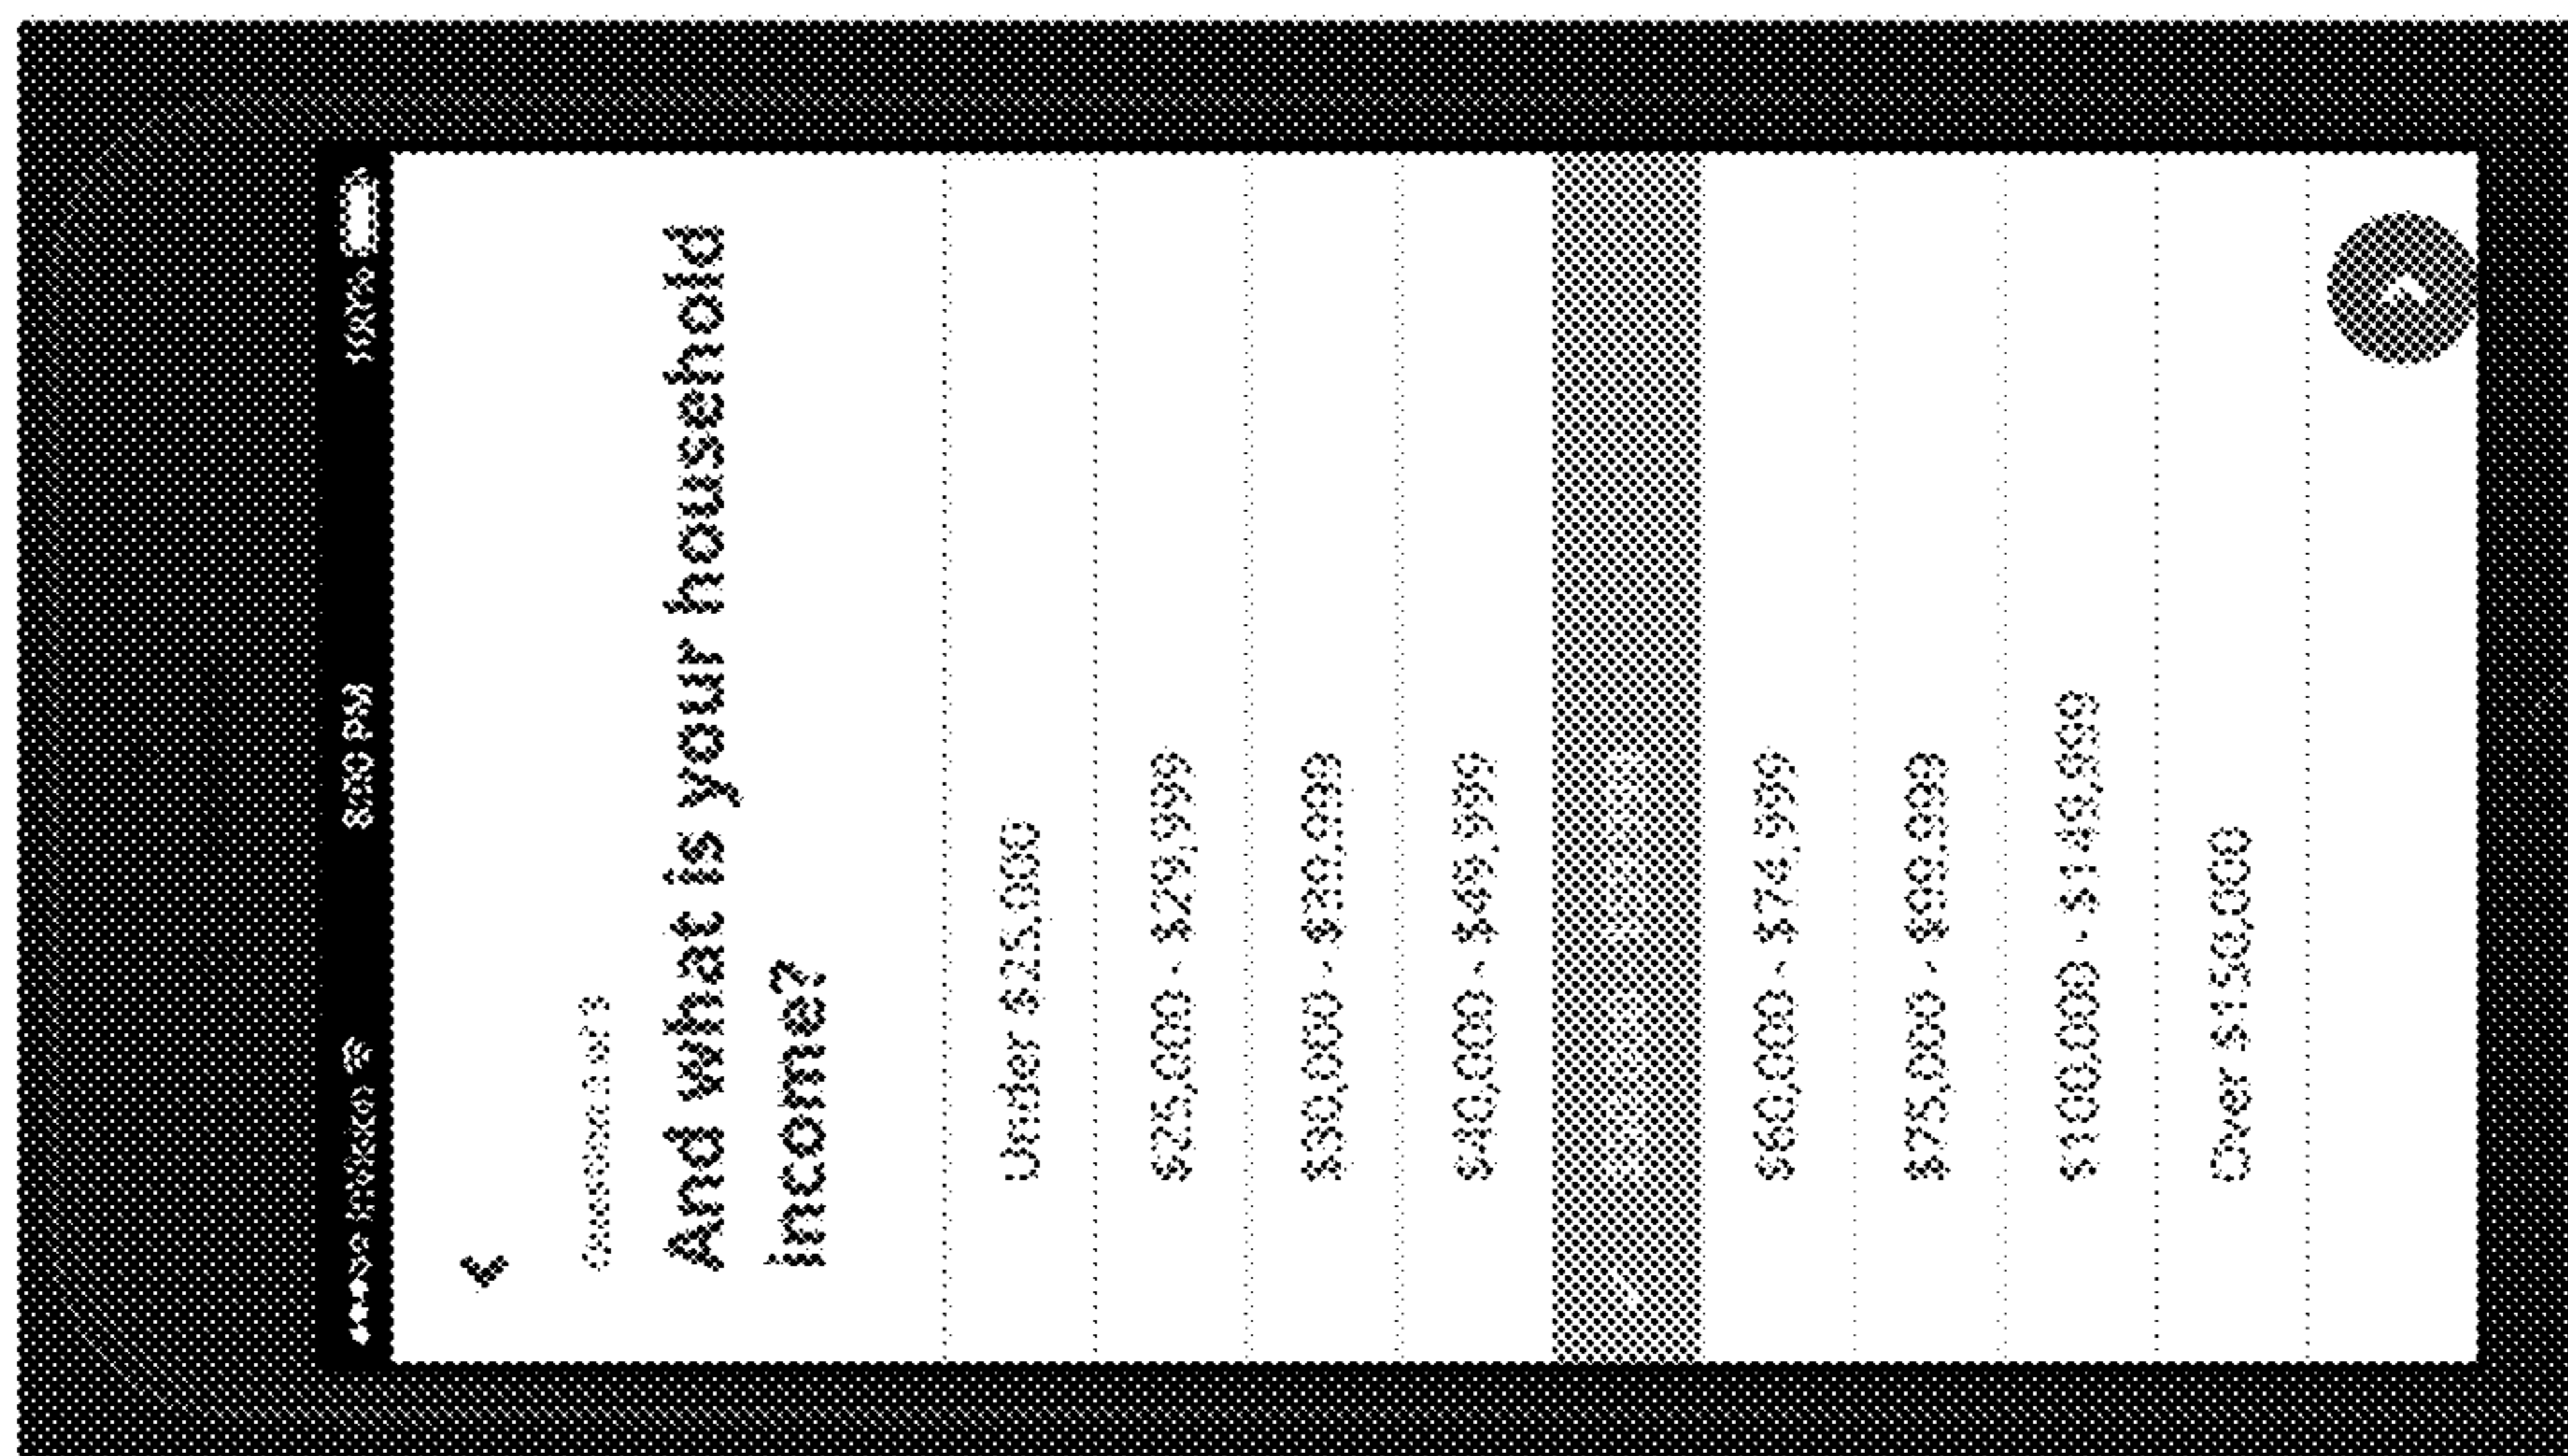 8:00 PM
100%
And what is your household
income?
Under $25,000
$25,000 - $29,999
$30,000 - $39,999
$40,000 - $49,999
$60,000 - $74,999
$75,000 - $99,999
$100,000 - $149,999
Over $150,000